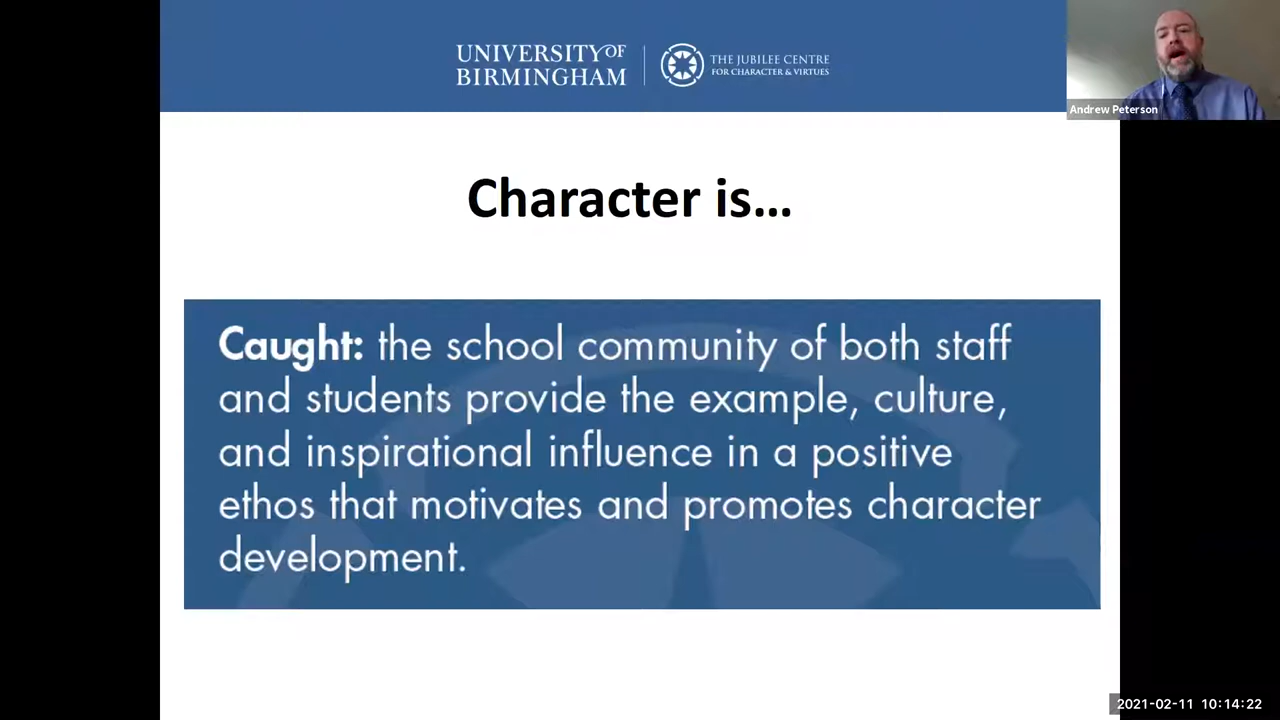 UNIVERSITY OF
BIRMINGHAM
THE JUBILEE CENTRE
FOR CHARACTER & VIRTUES
Andrew Peterson
Character is...
Caught: the school community of both staff
and students provide the example, culture,
and inspirational influence in a positive
ethos that motivates and promotes character
development.
2021-02-11 10:14:22